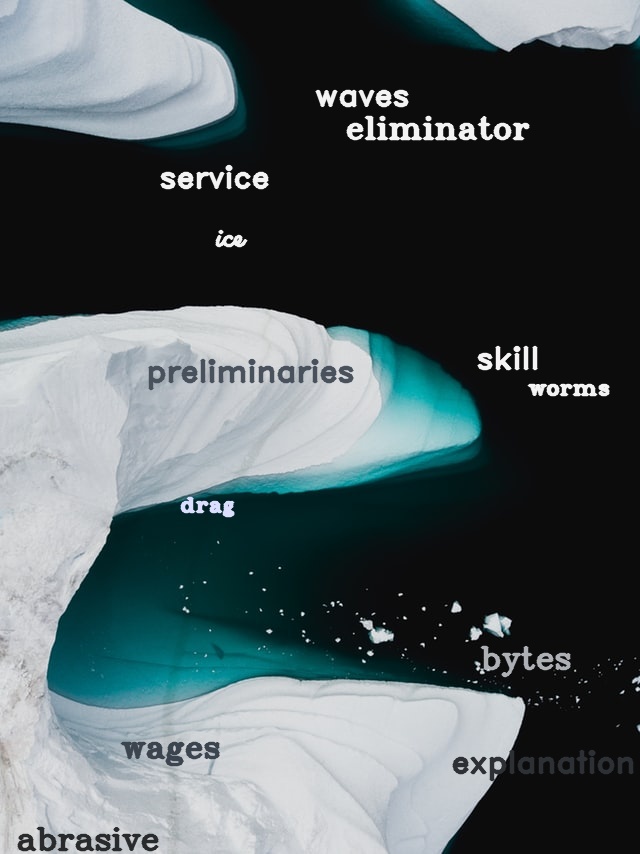 waves
eliminator
service
ice
preliminaries
skill
worms
drag
bytes
wages
explanation
abrasive